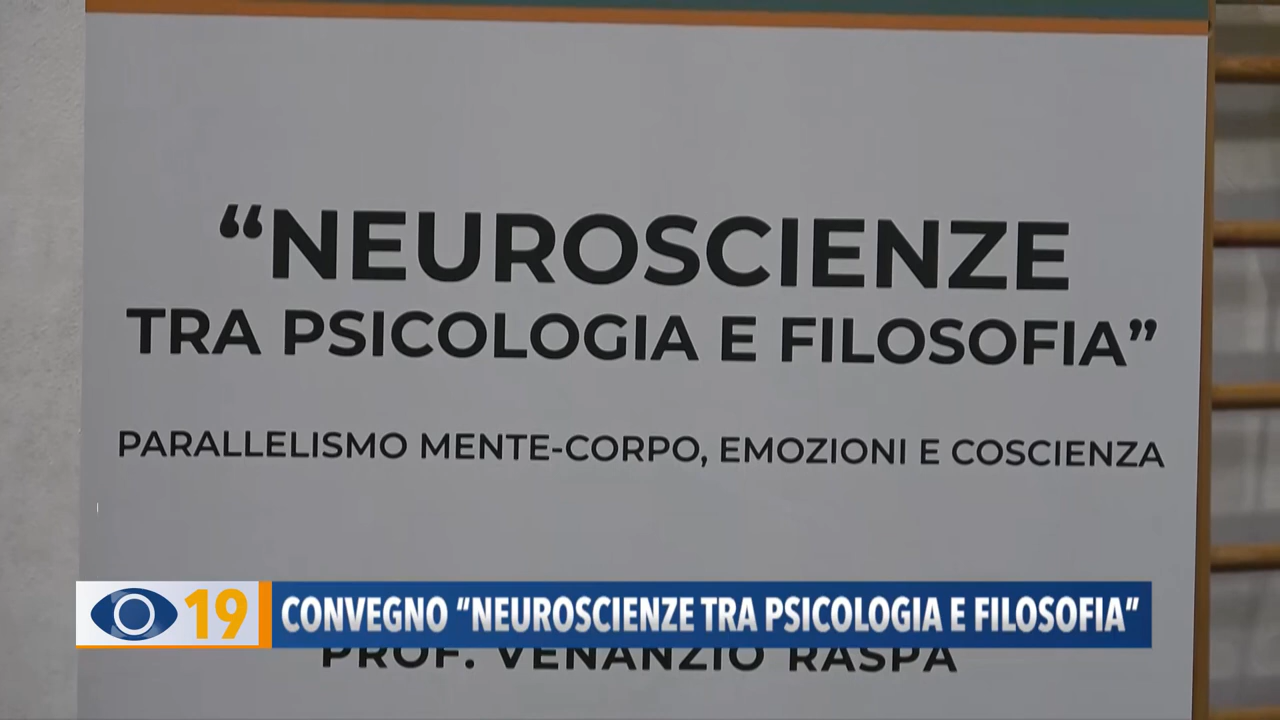 “NEUROSCIENZE
TRA PSICOLOGIA E FILOSOFIA”
PARALLELISMO MENTE-CORPO, EMOZIONI E COSCIENZA
19
CONVEGNO “NEUROSCIENZE TRA PSICOLOGIA E FILOSOFIA”
PROF. VENANZIO RASPA